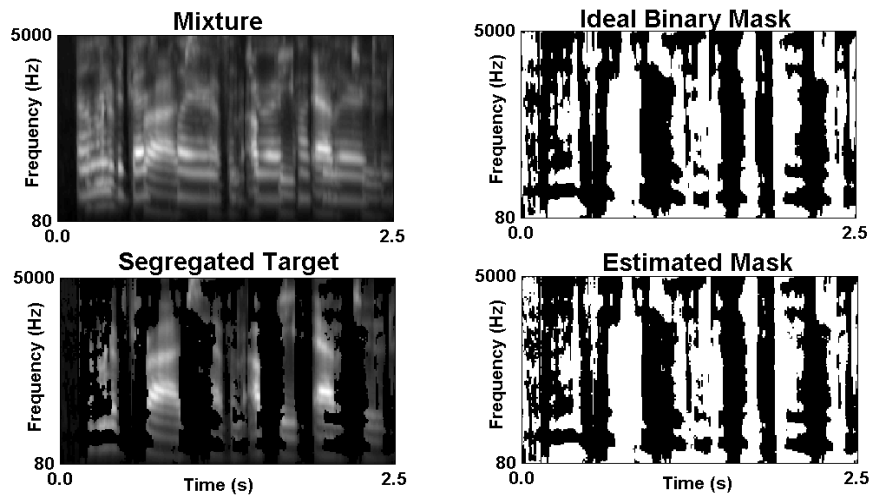 Mixture
5000
Frequency (Hz)
80
0.0
2.5
Ideal Binary Mask
5000
Frequency (Hz)
80
0.0
2.5
Segregated Target
5000
Frequency (Hz)
80
0.0
Time (s)
2.5
Estimated Mask
5000
Frequency (Hz)
80
0.0
Time (s)
2.5